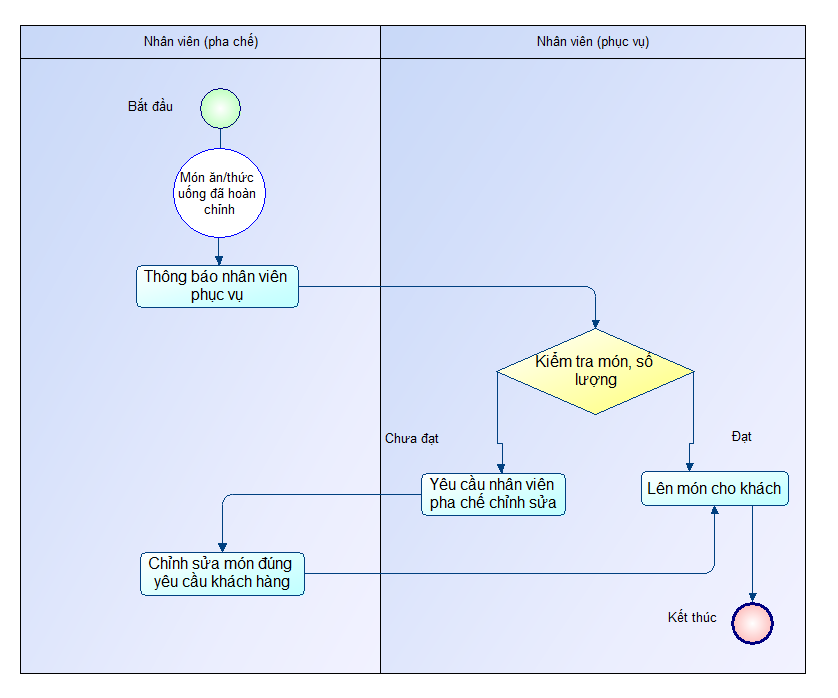 Nhân viên (pha chế)
Nhân viên (phục vụ)
Bắt đầu
Món ăn/thức
uống đã hoàn
chỉnh
Thông báo nhân viên
phục vụ
Kiểm tra món, số
lượng
Chưa đạt
Đạt
Yêu cầu nhân viên
pha chế chỉnh sửa
Lên món cho khách
Chỉnh sửa món đúng
yêu cầu khách hàng
Kết thúc